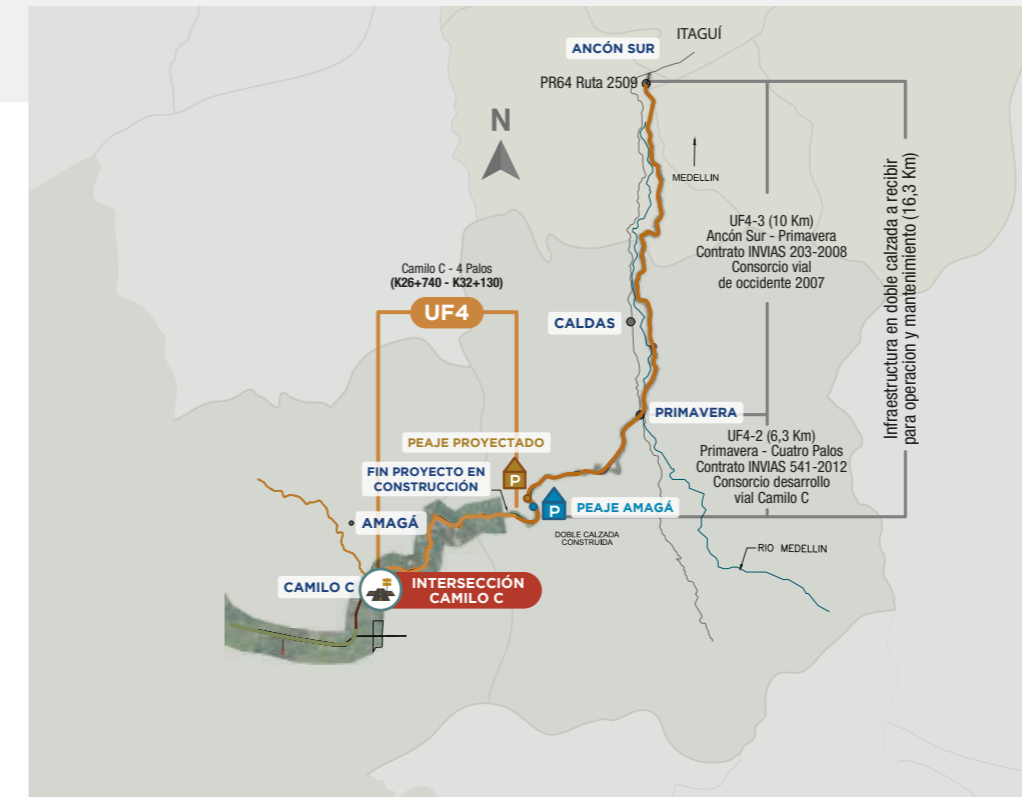 ITAGUÍ
ANCÓN SUR
PR64 Ruta 2509
N
MEDELLIN
UF4-3 (10 Km)
Ancón Sur - Primavera
Contrato INVIAS 203-2008
Consorcio vial
de occidente 2007
Infraestructura en doble calzada a recibir
para operacion y mantenimiento (16,3 Km)
Camilo C - 4 Palos
(K26+740 - K32+130)
UF4
CALDAS
PRIMAVERA
UF4-2 (6,3 Km)
Primavera - Cuatro Palos
Contrato INVIAS 541-2012
Consorcio desarrollo
vial Camilo C
PEAJE PROYECTADO
P
FIN PROYECTO EN
CONSTRUCCIÓN
P
PEAJE AMAGÁ
AMAGÁ
DOBLE CALZADA
CONSTRUIDA
RIO MEDELLIN
CAMILO C
INTERSECCIÓN
CAMILO C